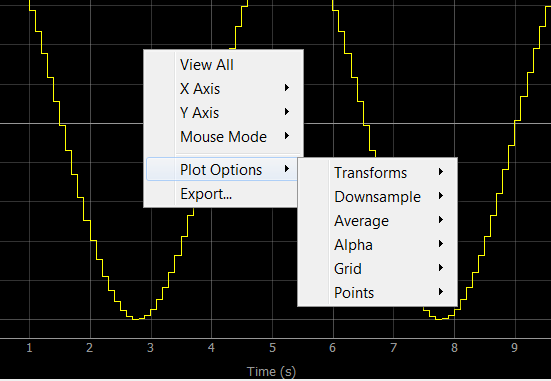 View All
X Axis
Y Axis
Mouse Mode
Plot Options
Export...
Transforms
Downsample
Average
Alpha
Grid
Points
1 2 3 4 5 6 7 8 9
Time (s)